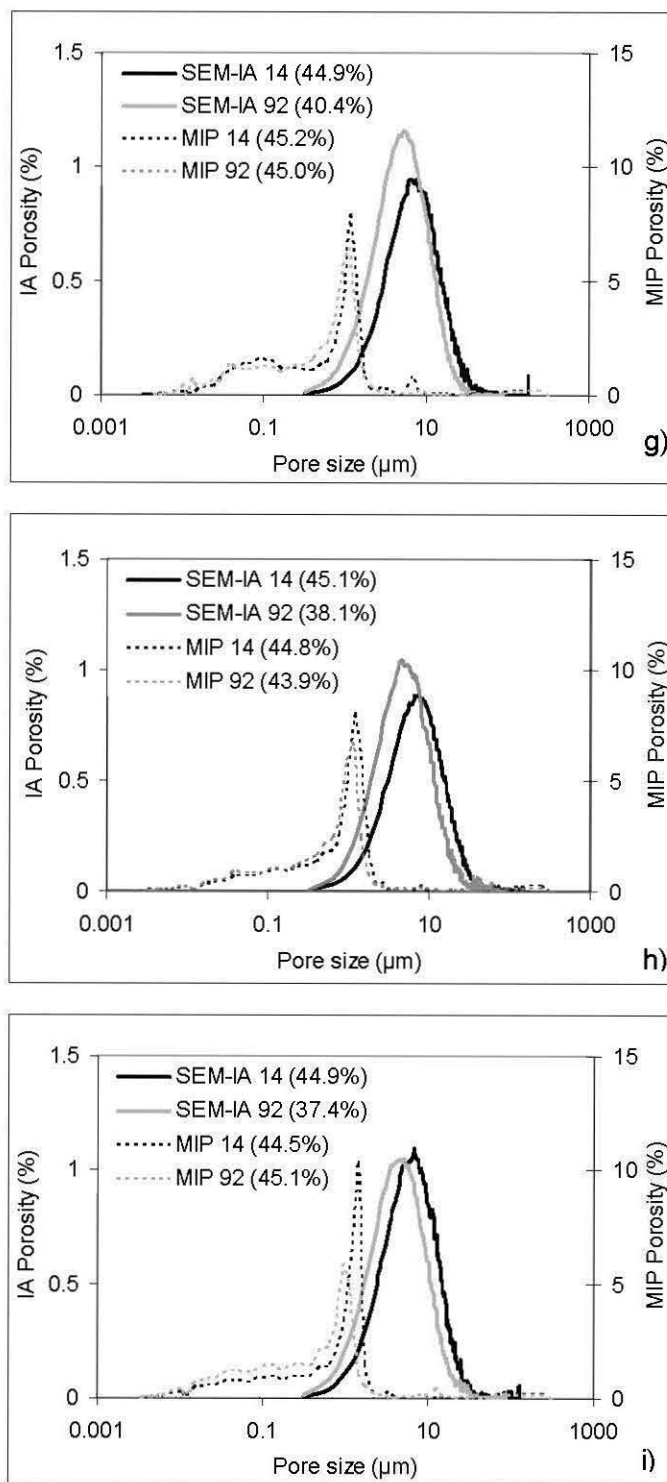 1.5
15
SEM-IA 14 (44.9%)
SEM-IA 92 (40.4%)
MIP 14 (45.2%)
MIP 92 (45.0%)
IA Porosity (%)
MIP Porosity (%)
1
10
0.5
5
0
0
0.001
0.1
10
1000
Pore size (µm)
g)
1.5
15
SEM-IA 14 (45.1%)
SEM-IA 92 (38.1%)
MIP 14 (44.8%)
MIP 92 (43.9%)
IA Porosity (%)
MIP Porosity (%)
1
10
0.5
5
0
0
0.001
0.1
10
1000
Pore size (µm)
h)
1.5
15
SEM-IA 14 (44.9%)
SEM-IA 92 (37.4%)
MIP 14 (44.5%)
MIP 92 (45.1%)
IA Porosity (%)
MIP Porosity (%)
1
10
0.5
5
0
0
0.001
0.1
10
1000
Pore size (µm)
i)